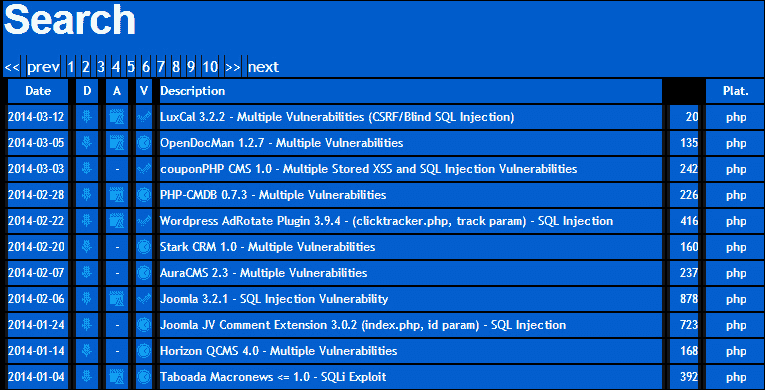 Search
<< prev 1 2 3 4 5 6 7 8 9 10 >> next
Date D A V Description Plat.
2014-03-12 LuxCal 3.2.2 - Multiple Vulnerabilities (CSRF/Blind SQL Injection) 20 php
2014-03-05 OpenDocMan 1.2.7 - Multiple Vulnerabilities 135 php
2014-03-03 - couponPHP CMS 1.0 - Multiple Stored XSS and SQL Injection Vulnerabilities 242 php
2014-02-28 PHP-CMDB 0.7.3 - Multiple Vulnerabilities 226 php
2014-02-22 Wordpress AdRotate Plugin 3.9.4 - (clicktracker.php, track param) - SQL Injection 416 php
2014-02-20 - Stark CRM 1.0 - Multiple Vulnerabilities 160 php
2014-02-07 - AuraCMS 2.3 - Multiple Vulnerabilities 237 php
2014-02-06 Joomla 3.2.1 - SQL Injection Vulnerability 878 php
2014-01-24 - Joomla JV Comment Extension 3.0.2 (index.php, id param) - SQL Injection 723 php
2014-01-14 - Horizon QCMS 4.0 - Multiple Vulnerabilities 168 php
2014-01-04 Taboada Macronews <= 1.0 - SQLi Exploit 392 php